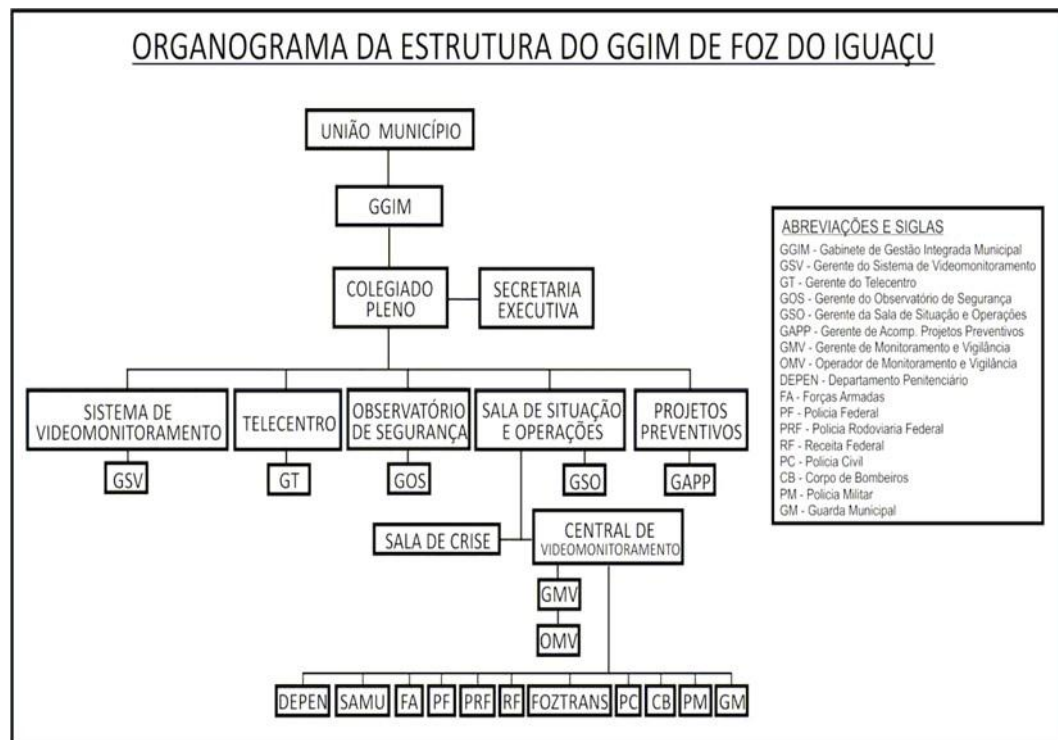 ORGANOGRAMA DA ESTRUTURA DO GGIM DE FOZ DO IGUAÇU
UNIÃO MUNICÍPIO
GGIM
COLEGIADO
PLENO
SECRETARIA
EXECUTIVA
SISTEMA DE
VIDEOMONITORAMENTO
GSV
TELECENTRO
GT
OBSERVATÓRIO
DE SEGURANÇA
GOS
SALA DE SITUAÇÃO
E OPERAÇÕES
GSO
PROJETOS
PREVENTIVOS
GAPP
SALA DE CRISE
CENTRAL DE
VIDEOMONITORAMENTO
GMV
OMV
DEPEN
SAMU
FA
PF
PRF
RF
FOZTRANS
PC
CB
PM
GM
ABREVIAÇÕES E SIGLAS
GGIM - Gabinete de Gestão Integrada Municipal
GSV - Gerente do Sistema de Videomonitoramento
GT - Gerente do Telecentro
GOS - Gerente do Observatório de Segurança
GSO - Gerente da Sala de Situação e Operações
GAPP - Gerente de Acomp. Projetos Preventivos
GMV - Gerente de Monitoramento e Vigilância
OMV - Operador de Monitoramento e Vigilância
DEPEN - Departamento Penitenciário
FA - Forças Armadas
PF - Policia Federal
PRF - Policia Rodoviaria Federal
RF - Receita Federal
PC - Policia Civil
CB - Corpo de Bombeiros
PM - Policia Militar
GM - Guarda Municipal